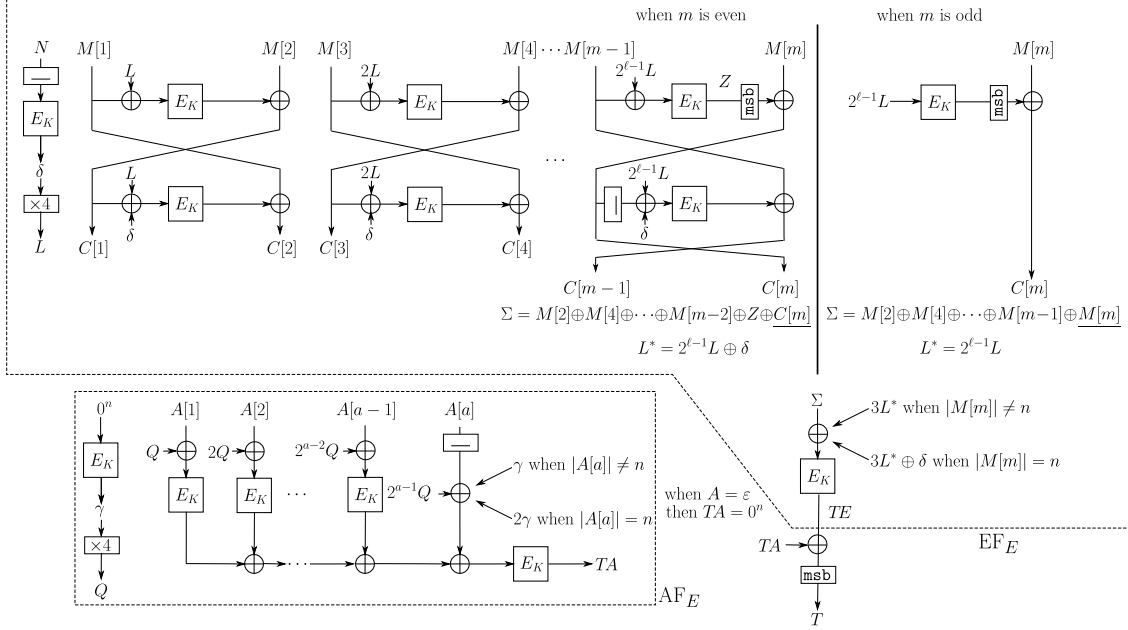 when m is even
when m is odd
N
M[1]
M[2]
M[3]
M[4] ··· M[m−1]
M[m]
M[m]
L
E_K
2L
E_K
2^{ℓ−1}L
E_K
Z
msb
2^{ℓ−1}L
E_K
msb
E_K
δ
···
×4
L
E_K
δ
2L
E_K
δ
2^{ℓ−1}L
E_K
δ
L
C[1]
C[2]
C[3]
C[4]
C[m−1]
C[m]
C[m]
Σ = M[2]⊕M[4]⊕···⊕M[m−2]⊕Z⊕C[m]
Σ = M[2]⊕M[4]⊕···⊕M[m−1]⊕M[m]
L* = 2^{ℓ−1}L ⊕ δ
L* = 2^{ℓ−1}L
0^n
A[1]
A[2]
A[a−1]
A[a]
Q
2Q
2^{a−2}Q
E_K
E_K
E_K
···
E_K
2^{a−1}Q
γ when |A[a]| ≠ n
2γ when |A[a]| = n
γ
×4
Q
···
E_K
TA
AF_E
when A = ε
then TA = 0^n
Σ
3L* when |M[m]| ≠ n
3L* ⊕ δ when |M[m]| = n
E_K
TE
EF_E
TA
msb
T